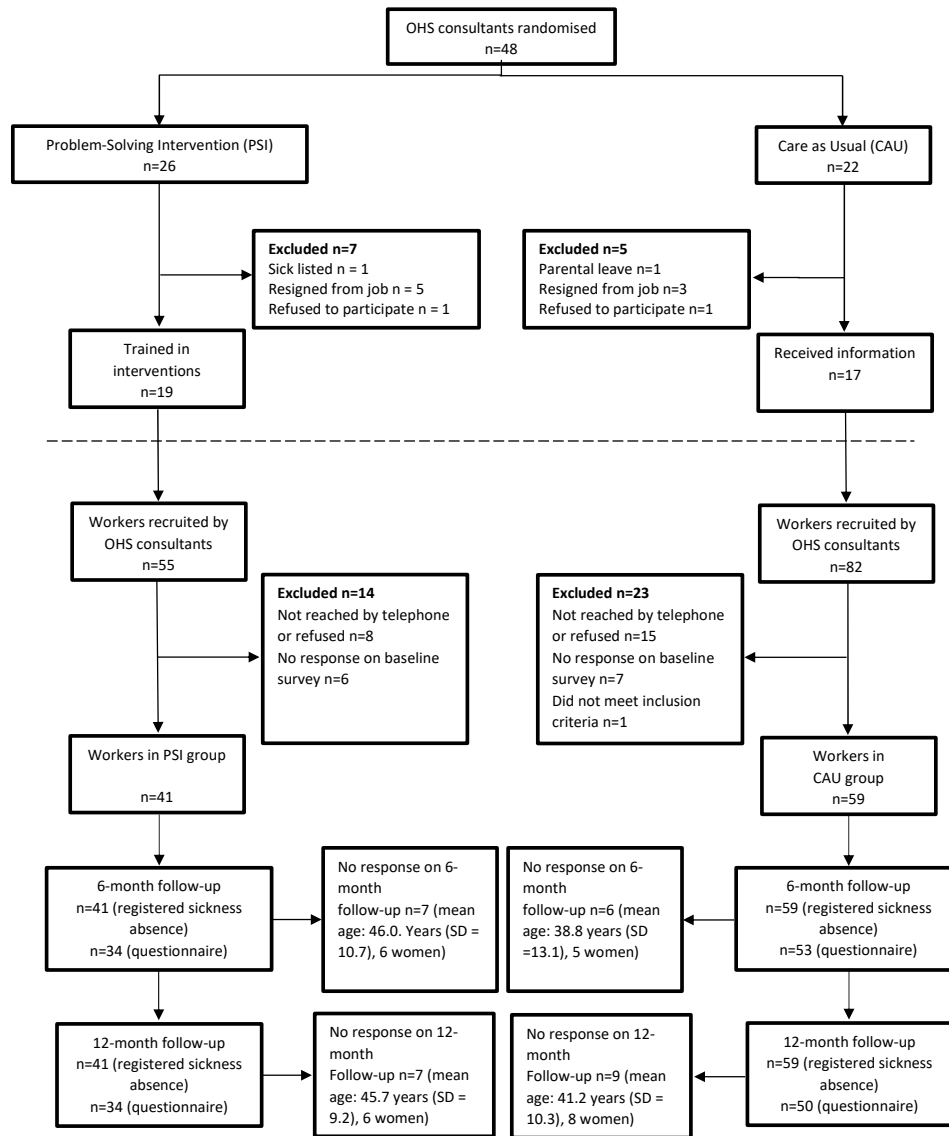 OHS consultants randomised
n=48
Problem-Solving Intervention (PSI)
n=26
Care as Usual (CAU)
n=22
Excluded n=7
Sick listed n = 1
Resigned from job n = 5
Refused to participate n = 1
Excluded n=5
Parental leave n=1
Resigned from job n=3
Refused to participate n=1
Trained in
interventions
n=19
Received information
n=17
Workers recruited by
OHS consultants
n=55
Workers recruited by
OHS consultants
n=82
Excluded n=14
Not reached by telephone
or refused n=8
No response on baseline
survey n=6
Excluded n=23
Not reached by telephone
or refused n=15
No response on baseline
survey n=7
Did not meet inclusion
criteria n=1
Workers in PSI group
n=41
Workers in
CAU group
n=59
6-month follow-up
n=41 (registered sickness
absence)
n=34 (questionnaire)
No response on 6-
month
follow-up n=7 (mean
age: 46.0. Years (SD =
10.7), 6 women)
No response on 6-
month
follow-up n=6 (mean
age: 38.8 years (SD
=13.1), 5 women)
6-month follow-up
n=59 (registered sickness
absence)
n=53 (questionnaire)
12-month follow-up
n=41 (registered sickness
absence)
n=34 (questionnaire)
No response on 12-
month
Follow-up n=7 (mean
age: 45.7 years (SD =
9.2), 6 women)
No response on 12-
month
Follow-up n=9 (mean
age: 41.2 years (SD =
10.3), 8 women)
12-month follow-up
n=59 (registered sickness
absence)
n=50 (questionnaire)